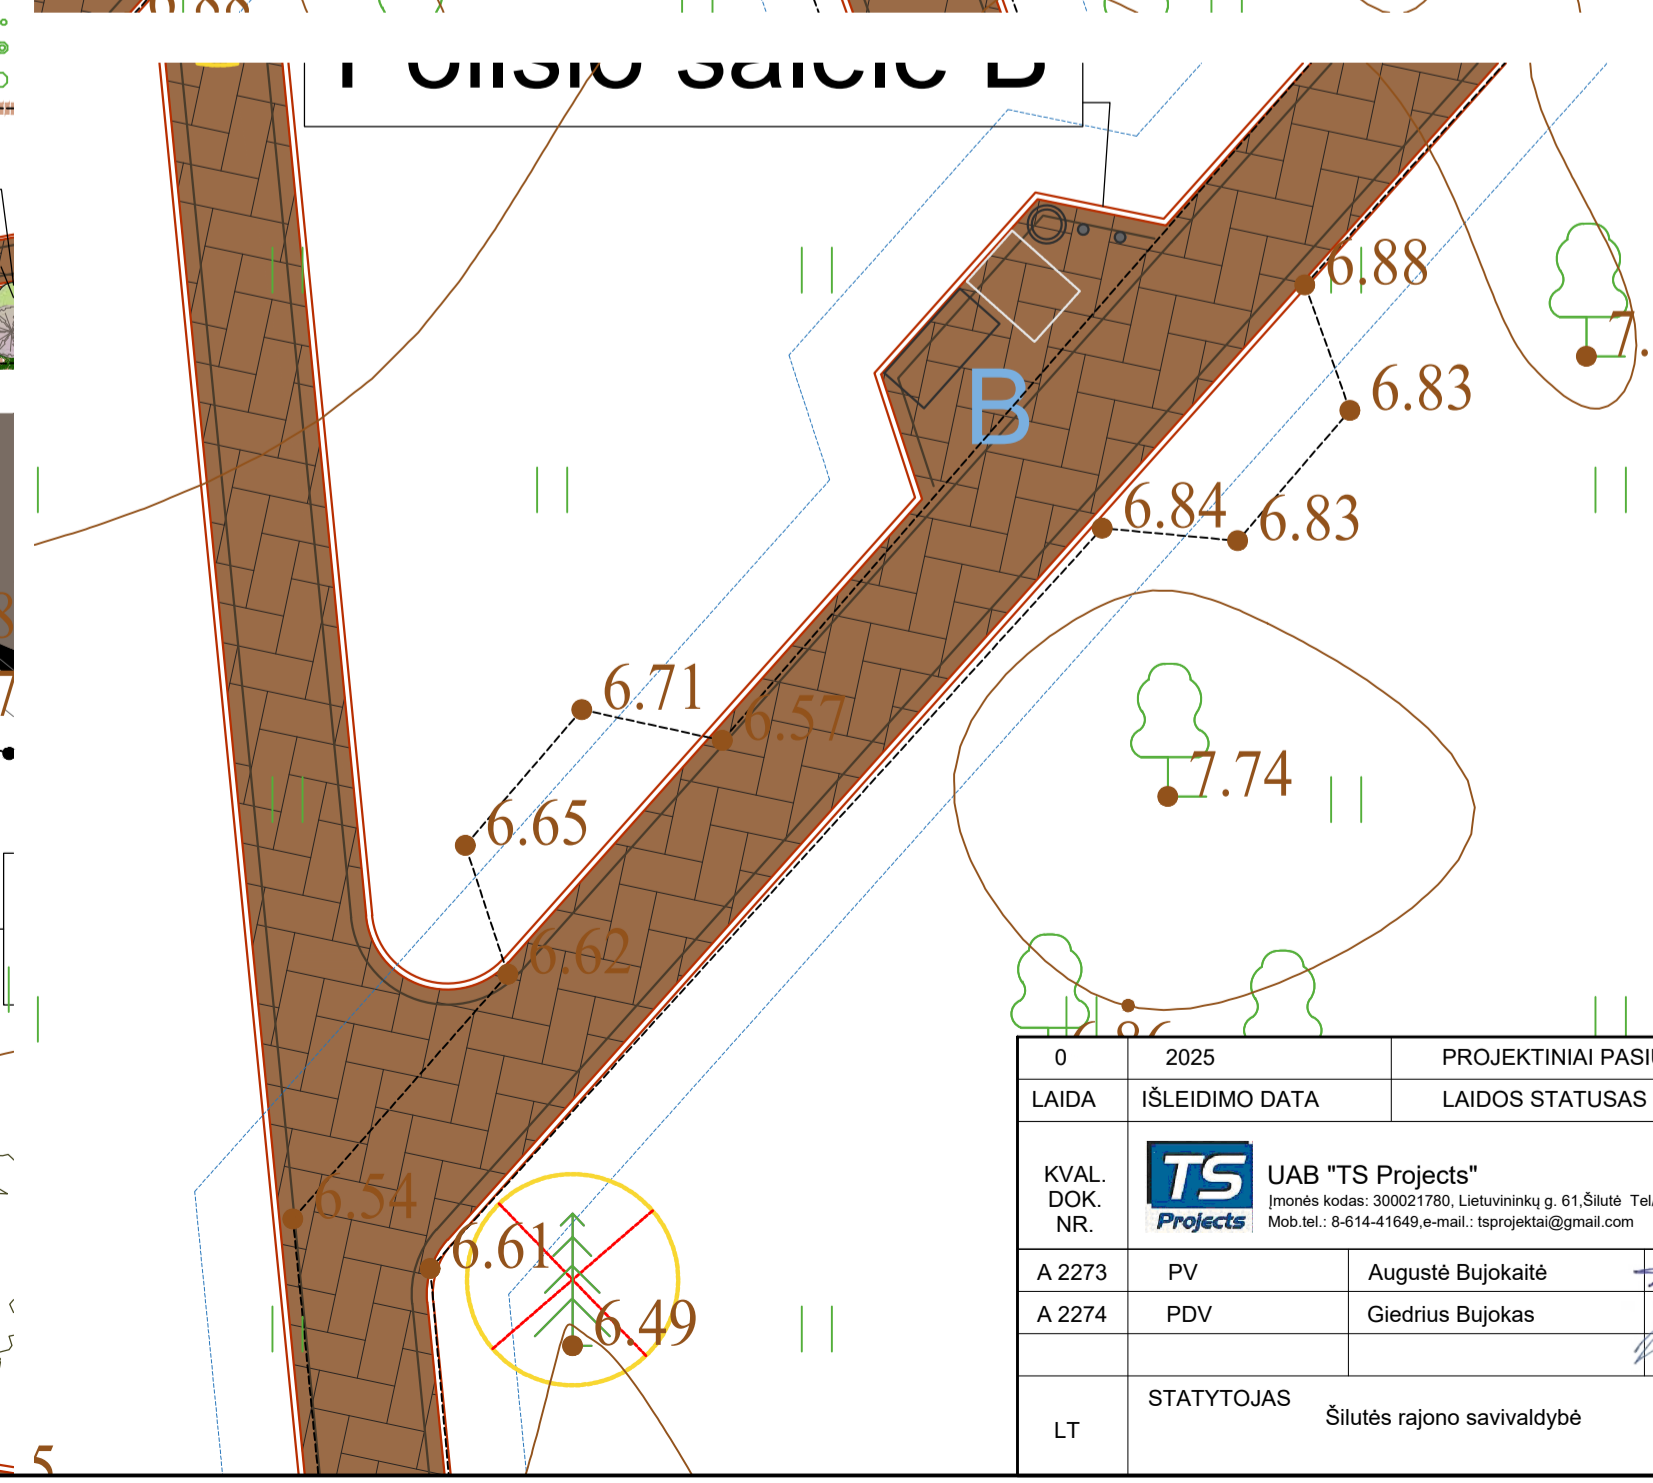 Poilsio salelė B
6.88
6.83
B
6.84
6.83
6.71
6.57
7.74
6.65
6.62
6.54
6.61
6.49
0 2025
LAIDA IŠLEIDIMO DATA LAIDOS STATUSAS
KVAL. DOK. NR.
TS Projects
UAB "TS Projects"
Įmonės kodas: 300021780, Lietuvininkų g. 61,Šilutė
Mob.tel.: 8-614-41649,e-mail.: tsprojektai@gmail.com
A 2273 PV Augustė Bujokaitė
A 2274 PDV Giedrius Bujokas
STATYTOJAS
LT Šilutės rajono savivaldybė